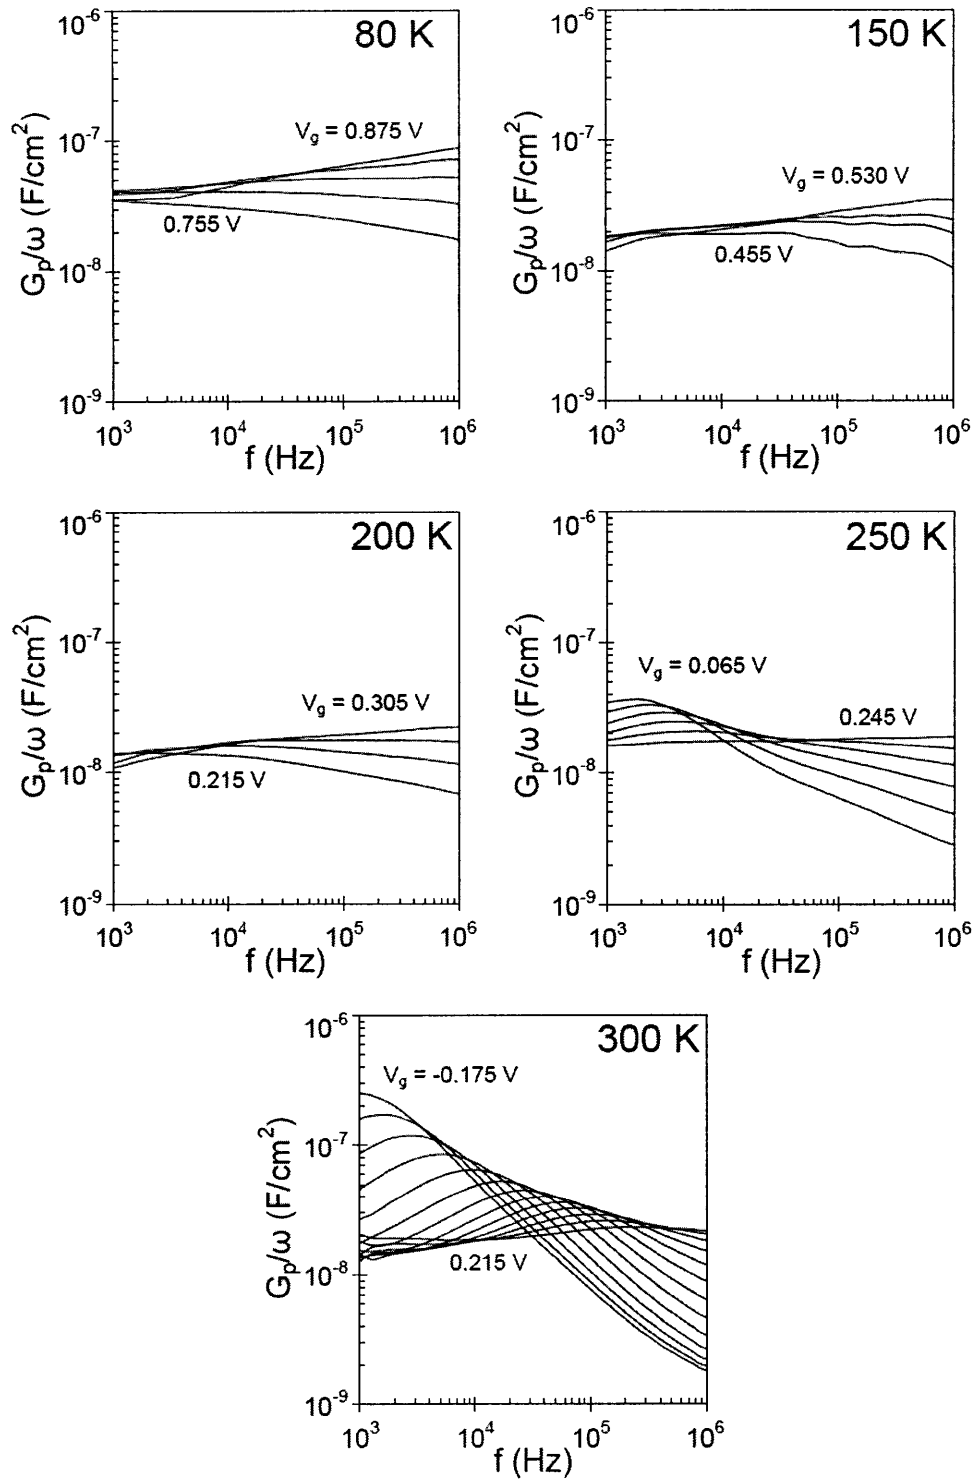 80 K
G_p/ω (F/cm²)
10⁻⁶
10⁻⁷
10⁻⁸
10⁻⁹
V_g = 0.875 V
0.755 V
10³ 10⁴ 10⁵ 10⁶
f (Hz)
150 K
G_p/ω (F/cm²)
10⁻⁶
10⁻⁷
10⁻⁸
10⁻⁹
V_g = 0.530 V
0.455 V
10³ 10⁴ 10⁵ 10⁶
f (Hz)
200 K
G_p/ω (F/cm²)
10⁻⁶
10⁻⁷
10⁻⁸
10⁻⁹
V_g = 0.305 V
0.215 V
10³ 10⁴ 10⁵ 10⁶
f (Hz)
250 K
G_p/ω (F/cm²)
10⁻⁶
10⁻⁷
10⁻⁸
10⁻⁹
V_g = 0.065 V
0.245 V
10³ 10⁴ 10⁵ 10⁶
f (Hz)
300 K
G_p/ω (F/cm²)
10⁻⁶
10⁻⁷
10⁻⁸
10⁻⁹
V_g = -0.175 V
0.215 V
10³ 10⁴ 10⁵ 10⁶
f (Hz)